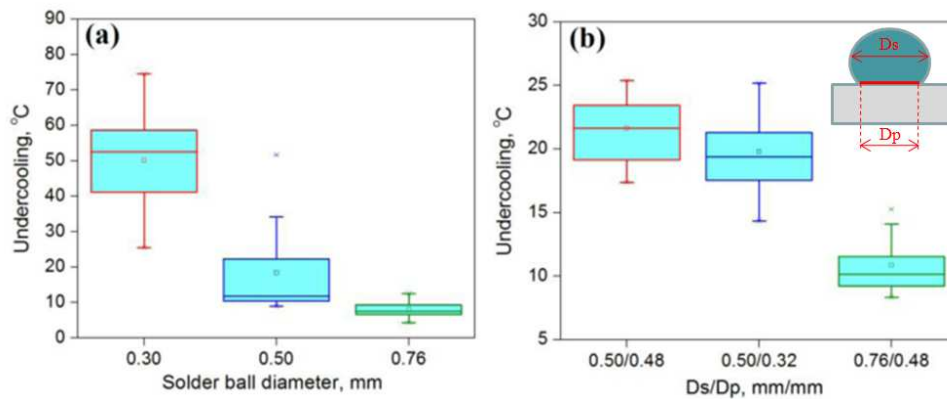 (a)
Undercooling, °C
90
80
70
60
50
40
30
20
10
0
0.30 0.50 0.76
Solder ball diameter, mm
(b)
Undercooling, °C
30
25
20
15
10
5
0.50/0.48 0.50/0.32 0.76/0.48
Ds/Dp, mm/mm
Ds
Dp